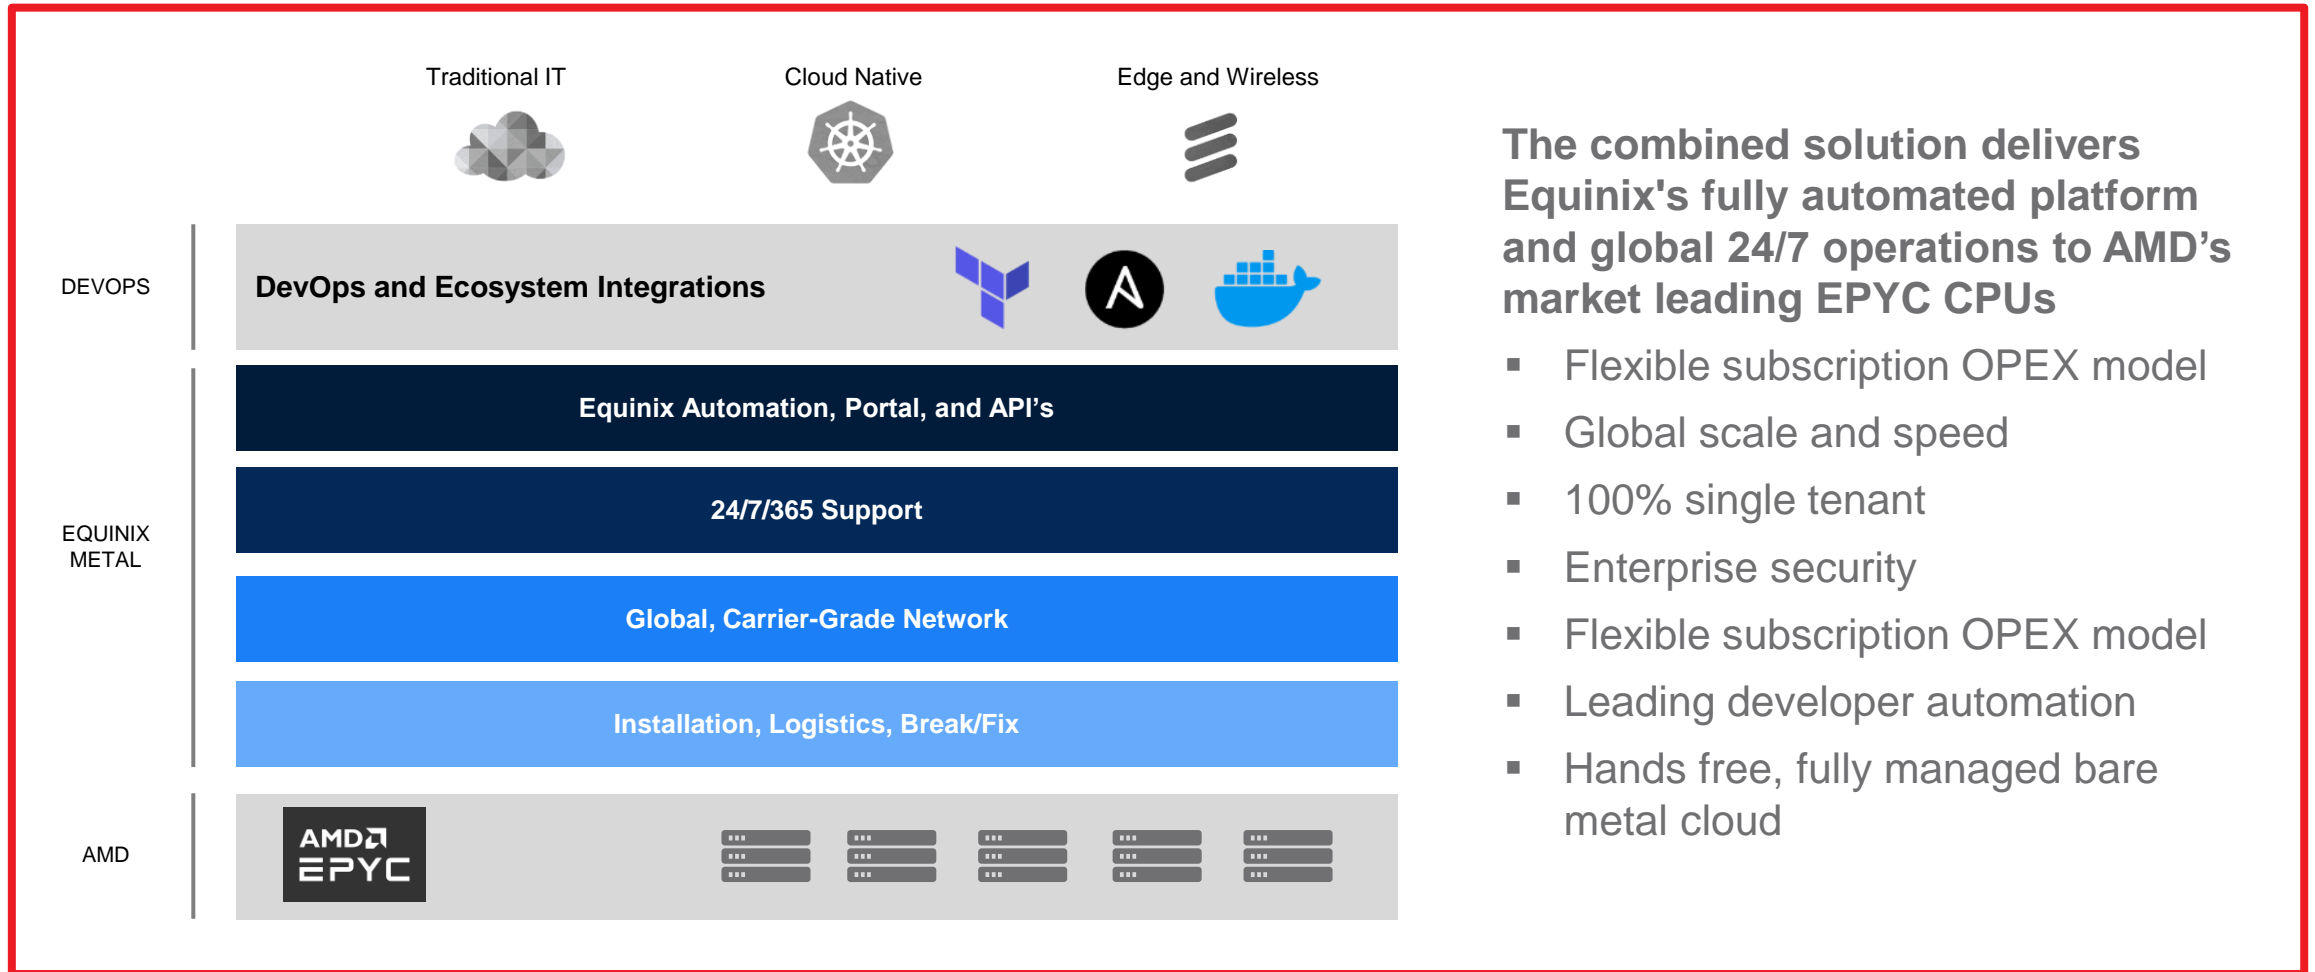 Traditional IT
Cloud Native
Edge and Wireless
DEVOPS
DevOps and Ecosystem Integrations
A
EQUINIX
METAL
Equinix Automation, Portal, and API’s
24/7/365 Support
Global, Carrier-Grade Network
Installation, Logistics, Break/Fix
AMD
AMD
EPYC
The combined solution delivers
Equinix's fully automated platform
and global 24/7 operations to AMD’s
market leading EPYC CPUs
▪ Flexible subscription OPEX model
▪ Global scale and speed
▪ 100% single tenant
▪ Enterprise security
▪ Flexible subscription OPEX model
▪ Leading developer automation
▪ Hands free, fully managed bare
metal cloud